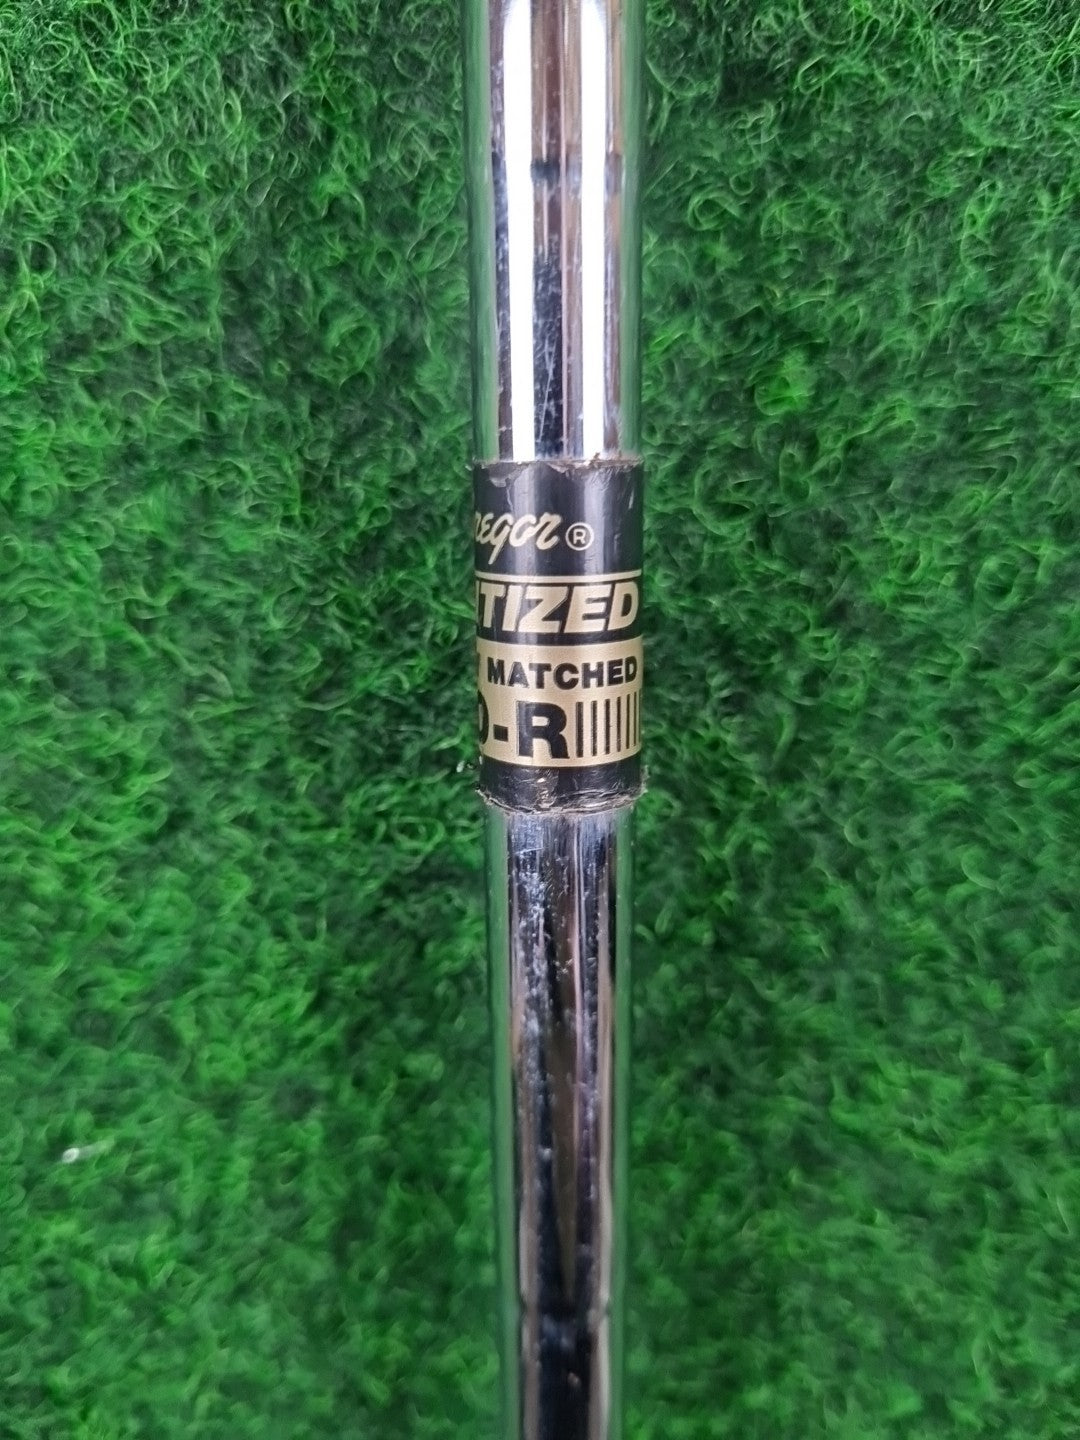 regor®
TIZED
MATCHED
-R